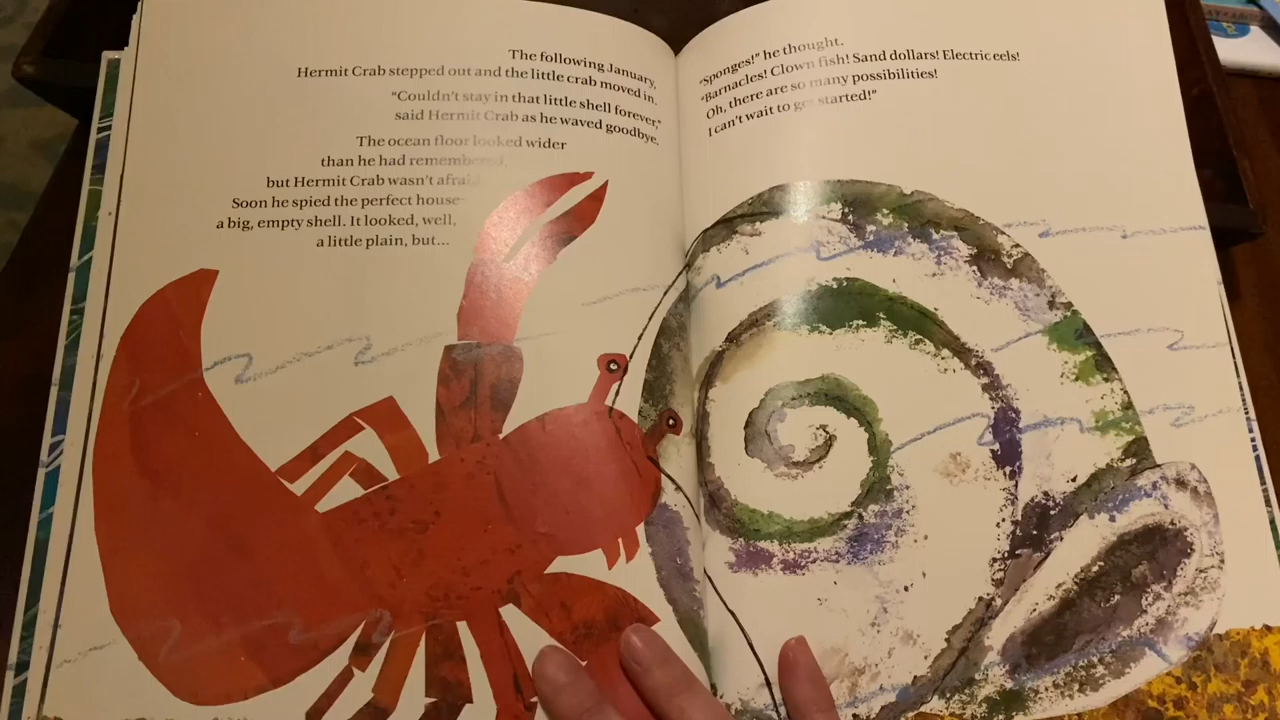 The following January,
Hermit Crab stepped out and the little crab moved in.
"Couldn't stay in that little shell forever,"
said Hermit Crab as he waved goodbye.
The ocean floor looked wider
than he had remembered,
but Hermit Crab wasn't afraid.
Soon he spied the perfect house-
a big, empty shell. It looked, well,
a little plain, but...
"Sponges!" he thought.
"Barnacles! Clown fish! Sand dollars! Electric eels!
Oh, there are so many possibilities!
I can't wait to get started!"